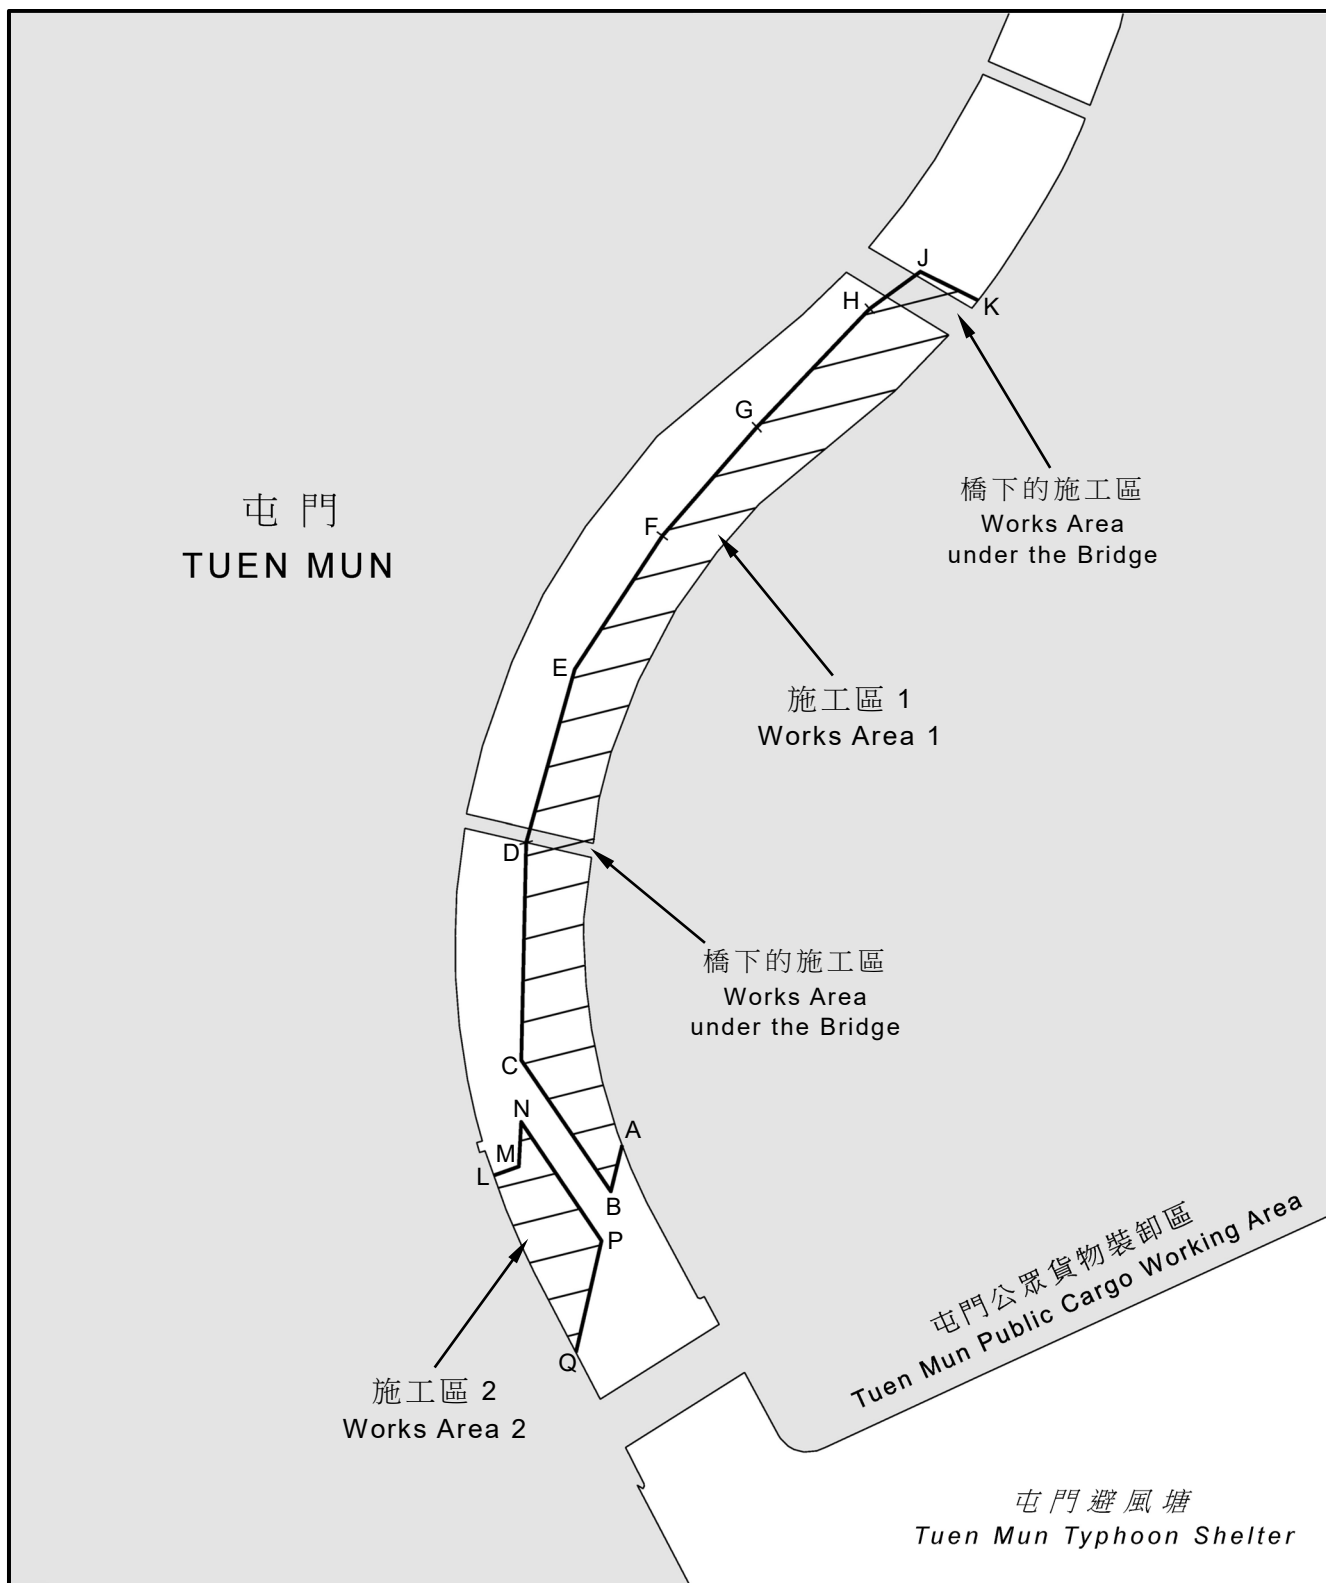 J
H
K
G
橋下的施工區
Works Area
under the Bridge
屯門
TUEN MUN
F
E
施工區 1
Works Area 1
D
橋下的施工區
Works Area
under the Bridge
C
N
A
M
L
B
P
屯門公眾貨物裝卸區
Tuen Mun Public Cargo Working Area
Q
施工區 2
Works Area 2
屯門避風塘
Tuen Mun Typhoon Shelter